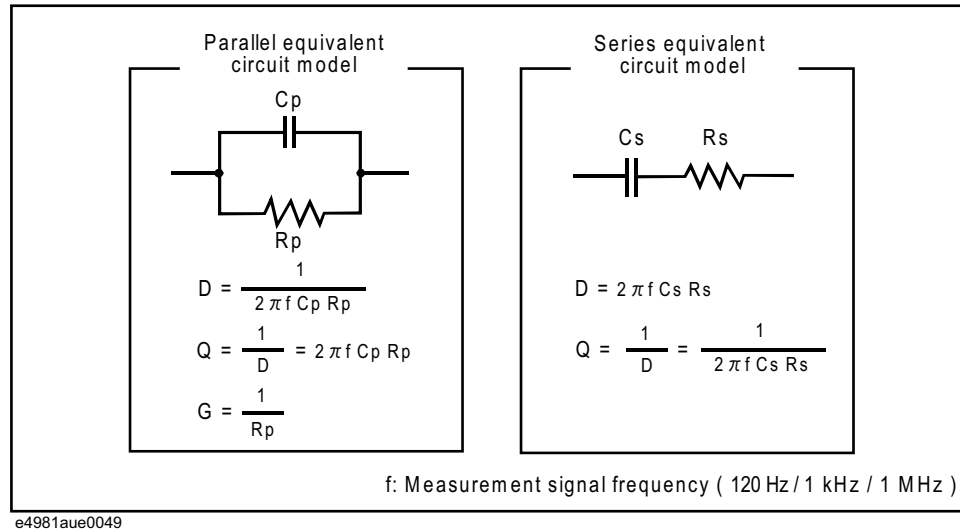 Parallel equivalent
circuit model
Cp
Rp
D = 1 / 2 π f Cp Rp
Q = 1 / D = 2 π f Cp Rp
G = 1 / Rp
Series equivalent
circuit model
Cs Rs
D = 2 π f Cs Rs
Q = 1 / D = 1 / 2 π f Cs Rs
f: Measurement signal frequency ( 120 Hz / 1 kHz / 1 MHz )
e4981aue0049